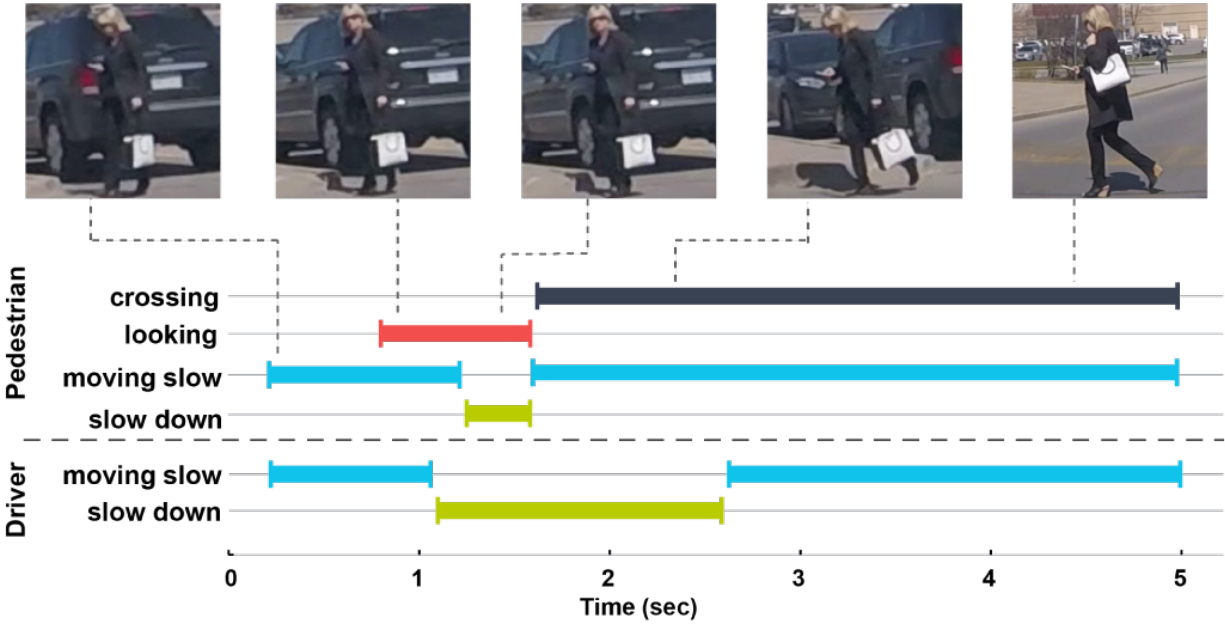 Pedestrian
crossing
looking
moving slow
slow down
Driver
moving slow
slow down
0 1 2 3 4 5
Time (sec)